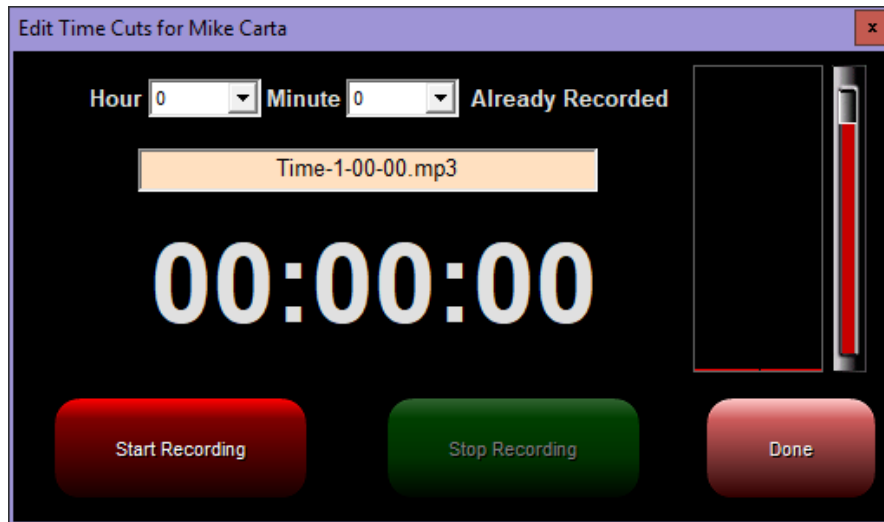 Edit Time Cuts for Mike Carta x
Hour 0 Minute 0 Already Recorded
Time-1-00-00.mp3
00:00:00
Start Recording Stop Recording Done